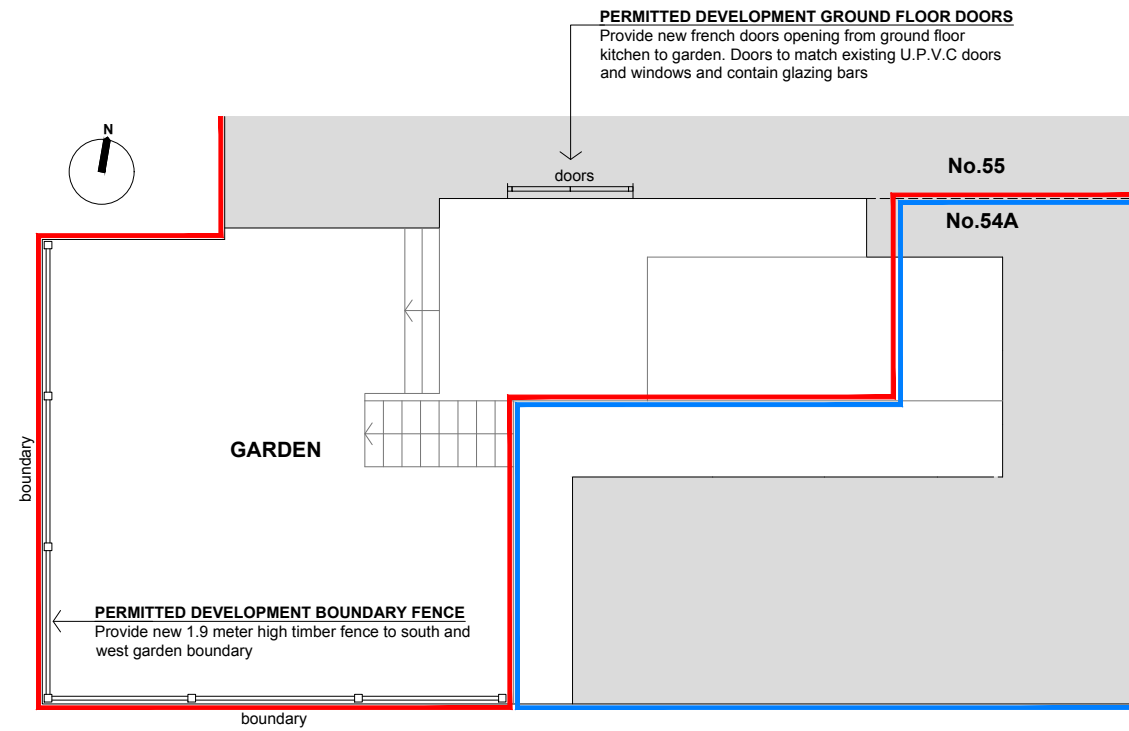 PERMITTED DEVELOPMENT GROUND FLOOR DOORS
Provide new french doors opening from ground floor
kitchen to garden. Doors to match existing U.P.V.C doors
and windows and contain glazing bars
N
doors
No.55
No.54A
GARDEN
boundary
PERMITTED DEVELOPMENT BOUNDARY FENCE
Provide new 1.9 meter high timber fence to south and
west garden boundary
boundary